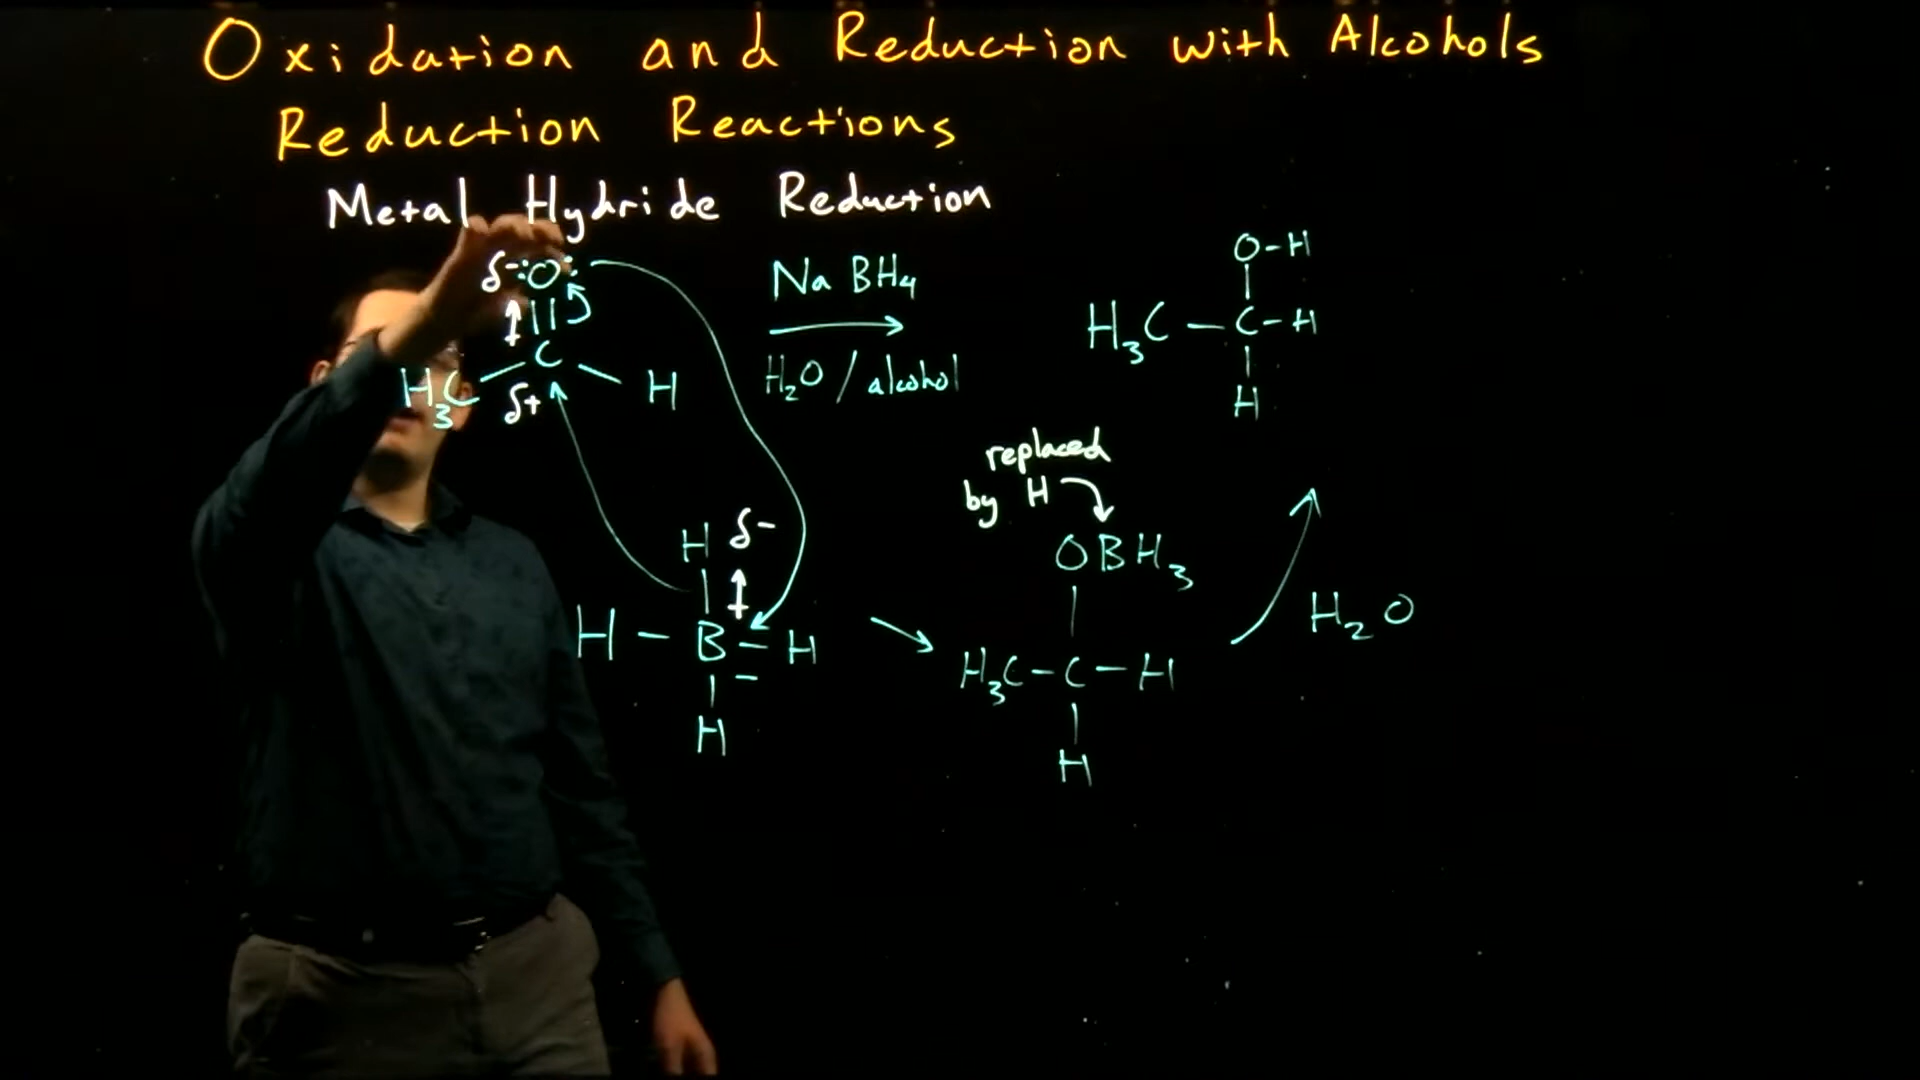 Oxidation and Reduction with Alcohols
Reduction Reactions
Metal Hydride Reduction
δ- :O:
C
H3C H
δ+
NaBH4
H2O / alcohol
O-H
H3C - C - H
H
H δ-
H - B - H
-
H
replaced
by H
OBH3
H3C - C - H
H
H2O